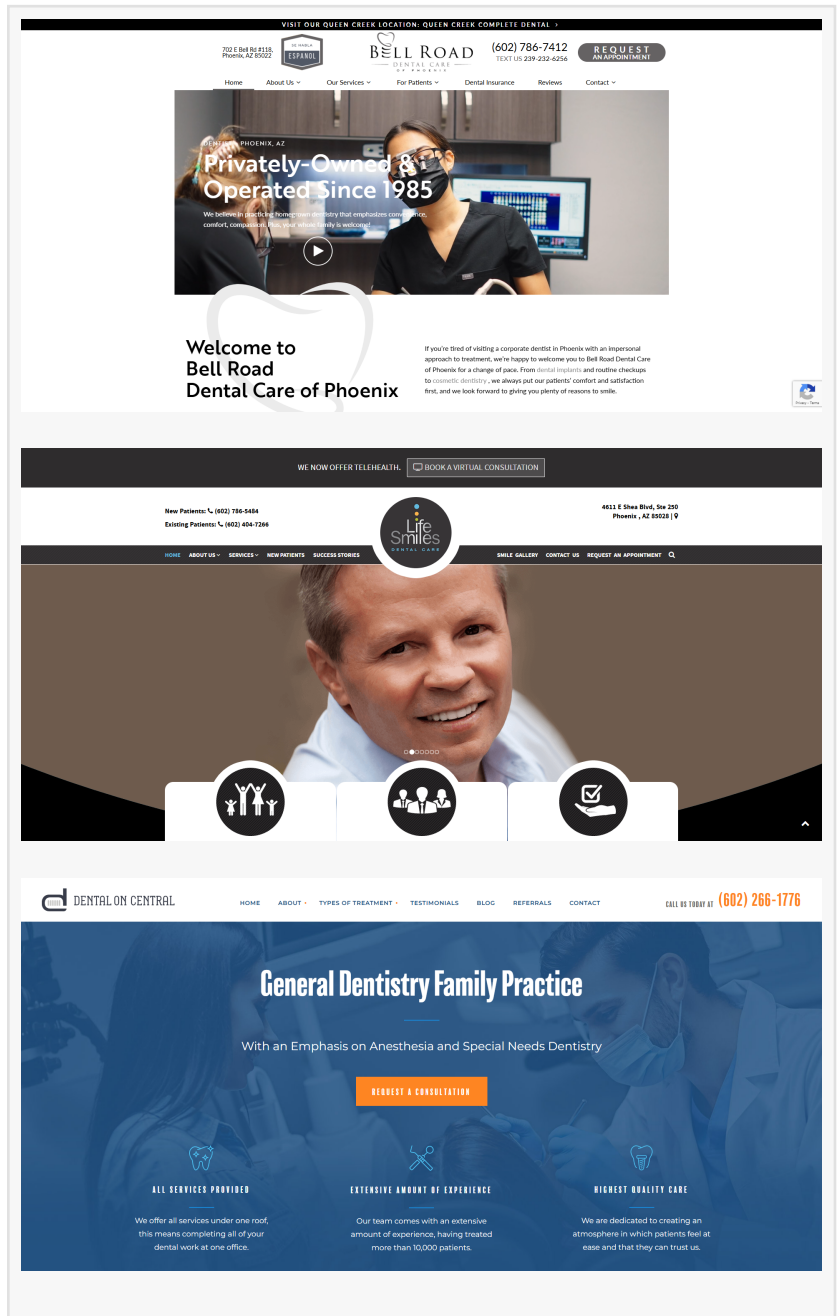 VISIT OUR QUEEN CREEK LOCATION: QUEEN CREEK COMPLETE DENTAL >
702 E Bell Rd #118,
Phoenix, AZ 85022
SE HABLA
ESPANOL
BELL ROAD
DENTAL CARE
OF PHOENIX
(602) 786-7412
TEXT US 239-232-6256
REQUEST
AN APPOINTMENT
Home About Us Our Services For Patients Dental Insurance Reviews Contact
DENTIST PHOENIX, AZ
Privately-Owned &
Operated Since 1985
We believe in practicing homegrown dentistry that emphasizes convenience,
comfort, compassion. Plus, your whole family is welcome!
Welcome to
Bell Road
Dental Care of Phoenix
If you're tired of visiting a corporate dentist in Phoenix with an impersonal
approach to treatment, we're happy to welcome you to Bell Road Dental Care
of Phoenix for a change of pace. From dental implants and routine checkups
to cosmetic dentistry , we always put our patients' comfort and satisfaction
first, and we look forward to giving you plenty of reasons to smile.
Privacy - Terms
WE NOW OFFER TELEHEALTH. BOOK A VIRTUAL CONSULTATION
New Patients: (602) 786-5484
Existing Patients: (602) 404-7266
Life
Smiles
DENTAL CARE
4611 E Shea Blvd, Ste 250
Phoenix , AZ 85028 |
HOME ABOUT US SERVICES NEW PATIENTS SUCCESS STORIES SMILE GALLERY CONTACT US REQUEST AN APPOINTMENT
DENTAL ON CENTRAL
HOME ABOUT TYPES OF TREATMENT TESTIMONIALS BLOG REFERRALS CONTACT
CALL US TODAY AT (602) 266-1776
General Dentistry Family Practice
With an Emphasis on Anesthesia and Special Needs Dentistry
REQUEST A CONSULTATION
ALL SERVICES PROVIDED
We offer all services under one roof,
this means completing all of your
dental work at one office.
EXTENSIVE AMOUNT OF EXPERIENCE
Our team comes with an extensive
amount of experience, having treated
more than 10,000 patients.
HIGHEST QUALITY CARE
We are dedicated to creating an
atmosphere in which patients feel at
ease and that they can trust us.